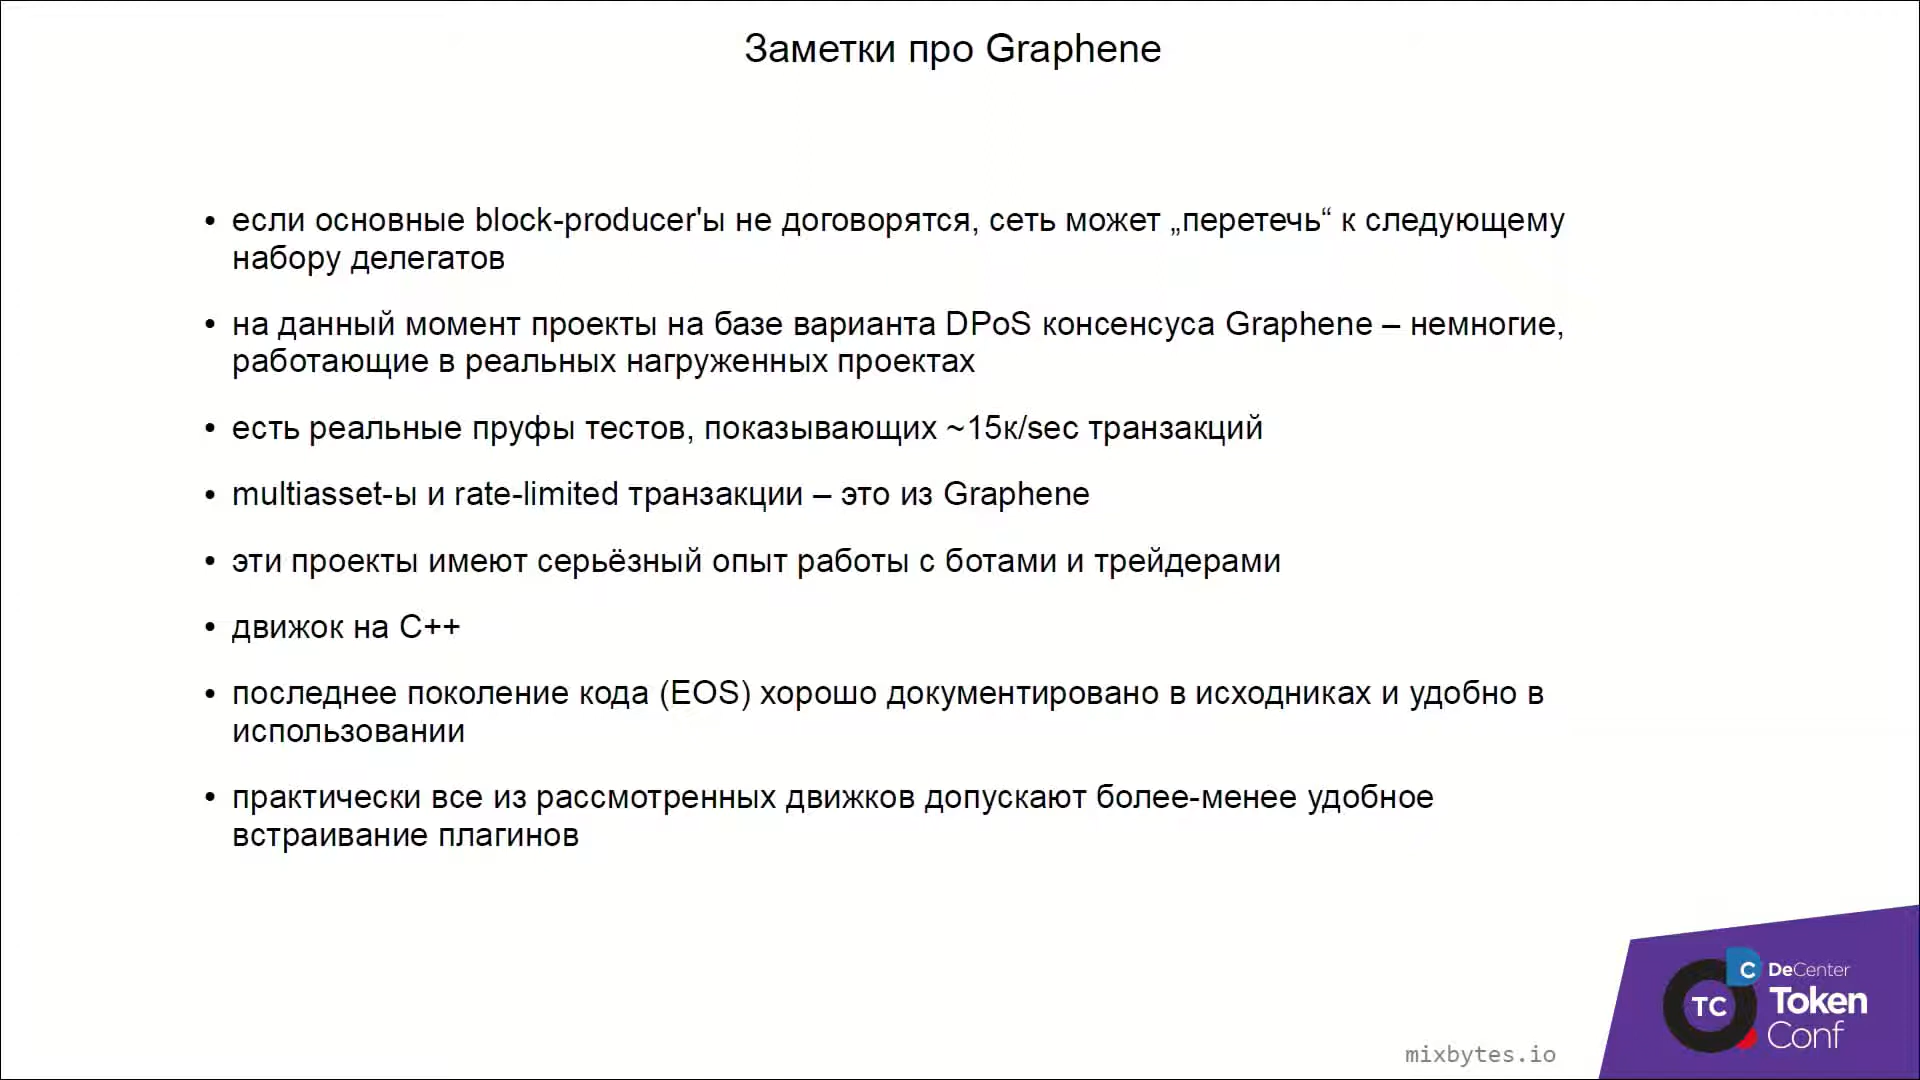 Заметки про Graphene
• если основные block-producer'ы не договорятся, сеть может „перетечь“ к следующему
набору делегатов
• на данный момент проекты на базе варианта DPoS консенсуса Graphene – немногие,
работающие в реальных нагруженных проектах
• есть реальные пруфы тестов, показывающих ~15к/sec транзакций
• multiasset-ы и rate-limited транзакции – это из Graphene
• эти проекты имеют серьёзный опыт работы с ботами и трейдерами
• движок на C++
• последнее поколение кода (EOS) хорошо документировано в исходниках и удобно в
использовании
• практически все из рассмотренных движков допускают более-менее удобное
встраивание плагинов
mixbytes.io
C
TC
DeCenter
Token
Conf